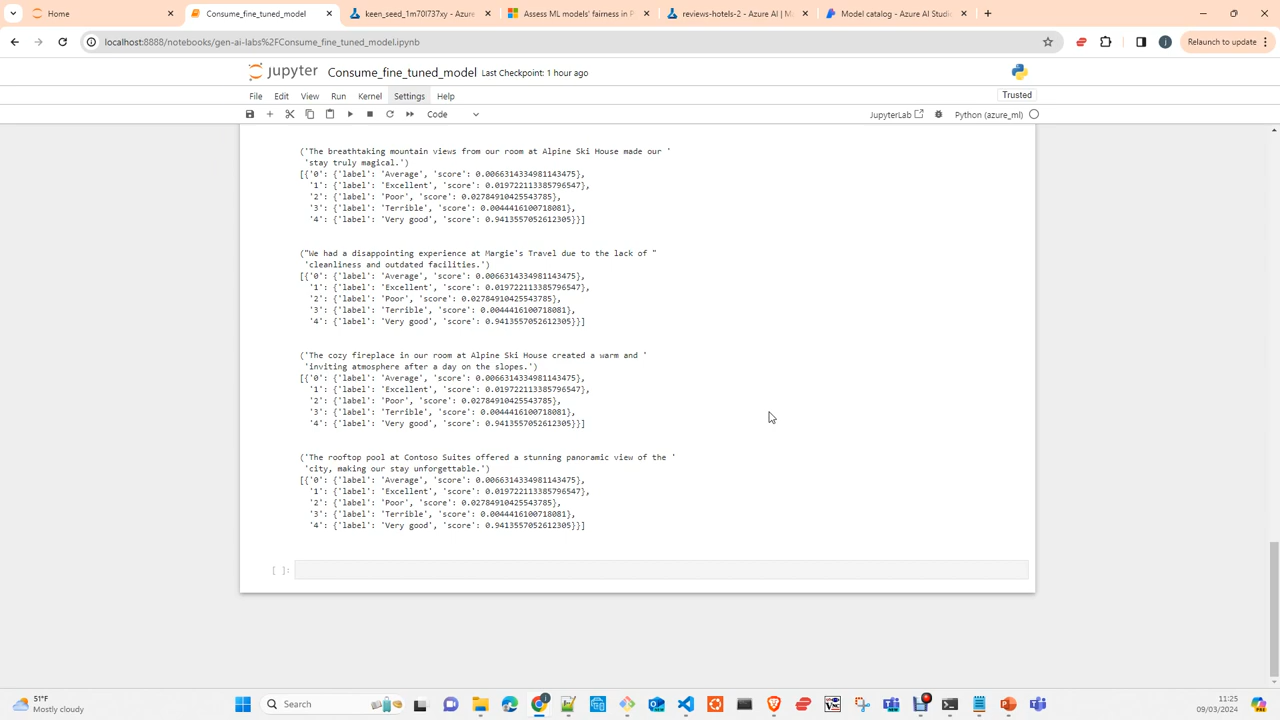 Home
Consume_fine_tuned_model
keen_seed_1m70l737xy - Azure
Assess ML models' fairness in P
reviews-hotels-2 - Azure AI | M
Model catalog - Azure AI Studi
localhost:8888/notebooks/gen-ai-labs%2FConsume_fine_tuned_model.ipynb
Relaunch to update
jupyter Consume_fine_tuned_model Last Checkpoint: 1 hour ago
File Edit View Run Kernel Settings Help
Trusted
Code
JupyterLab
Python (azure_ml)
('The breathtaking mountain views from our room at Alpine Ski House made our '
'stay truly magical.')
[{'0': {'label': 'Average', 'score': 0.0066314334981143475},
'1': {'label': 'Excellent', 'score': 0.019722113385796547},
'2': {'label': 'Poor', 'score': 0.02784910425543785},
'3': {'label': 'Terrible', 'score': 0.0044416100718081},
'4': {'label': 'Very good', 'score': 0.9413557052612305}}]
("We had a disappointing experience at Margie's Travel due to the lack of "
'cleanliness and outdated facilities.')
[{'0': {'label': 'Average', 'score': 0.0066314334981143475},
'1': {'label': 'Excellent', 'score': 0.019722113385796547},
'2': {'label': 'Poor', 'score': 0.02784910425543785},
'3': {'label': 'Terrible', 'score': 0.0044416100718081},
'4': {'label': 'Very good', 'score': 0.9413557052612305}}]
('The cozy fireplace in our room at Alpine Ski House created a warm and '
'inviting atmosphere after a day on the slopes.')
[{'0': {'label': 'Average', 'score': 0.0066314334981143475},
'1': {'label': 'Excellent', 'score': 0.019722113385796547},
'2': {'label': 'Poor', 'score': 0.02784910425543785},
'3': {'label': 'Terrible', 'score': 0.0044416100718081},
'4': {'label': 'Very good', 'score': 0.9413557052612305}}]
('The rooftop pool at Contoso Suites offered a stunning panoramic view of the '
'city, making our stay unforgettable.')
[{'0': {'label': 'Average', 'score': 0.0066314334981143475},
'1': {'label': 'Excellent', 'score': 0.019722113385796547},
'2': {'label': 'Poor', 'score': 0.02784910425543785},
'3': {'label': 'Terrible', 'score': 0.0044416100718081},
'4': {'label': 'Very good', 'score': 0.9413557052612305}}]
[ ]:
51°F
Mostly cloudy
Search
11:25
09/03/2024